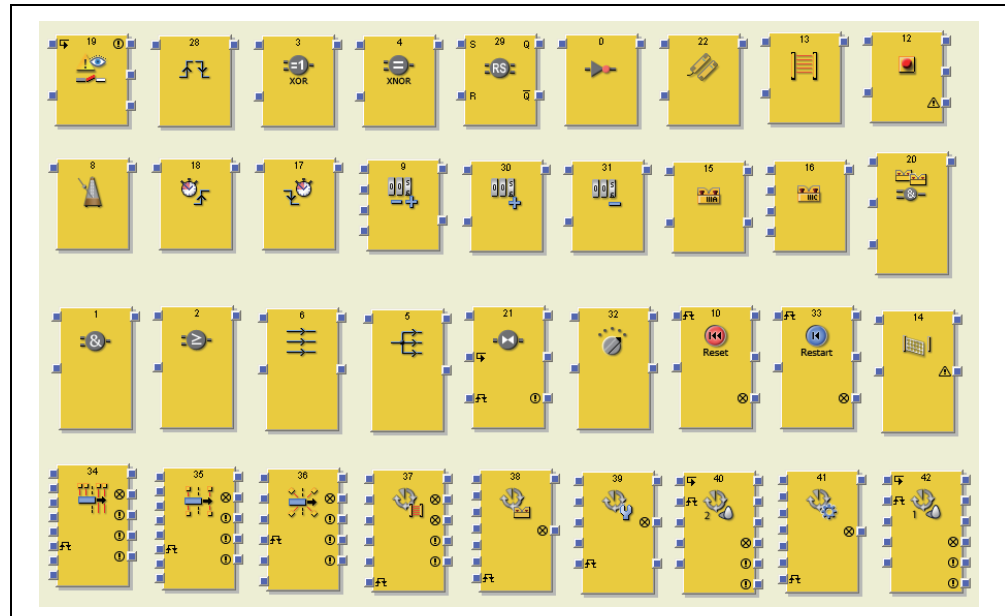 19 28 3 4 29 0 22 13 12
XOR XNOR S Q RS R Q
8 18 17 9 30 31 15 16 20
IIIA IIIC &
1 2 6 5 21 32 10 33 14
& ≥ Reset Restart
34 35 36 37 38 39 40 41 42
2 1